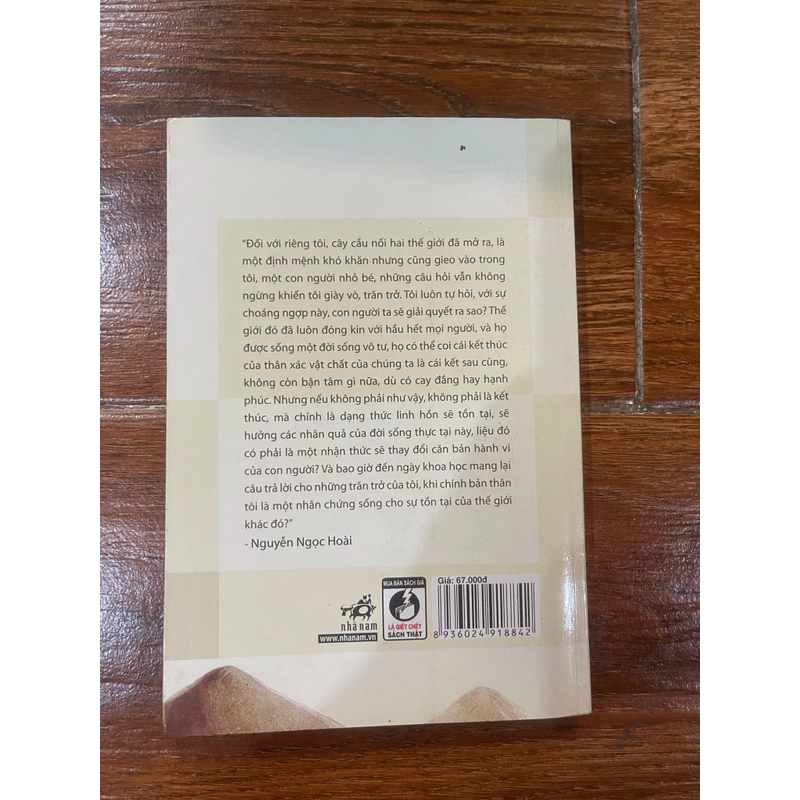 "Đối với riêng tôi, cây cầu nối hai thế giới đã mở ra, là
một định mệnh khó khăn nhưng cũng gieo vào trong
tôi, một con người nhỏ bé, những câu hỏi vẫn không
ngừng khiến tôi giày vò, trăn trở. Tôi luôn tự hỏi, với sự
choáng ngợp này, con người ta sẽ giải quyết ra sao? Thế
giới đó đã luôn đóng kín với hầu hết mọi người, và họ
được sống một đời sống vô tư, họ có thể coi cái kết thúc
của thân xác vật chất của chúng ta là cái kết sau cùng,
không còn bận tâm gì nữa, dù có cay đắng hay hạnh
phúc. Nhưng nếu không phải như vậy, không phải là kết
thúc, mà chính là dạng thức linh hồn sẽ tồn tại, sẽ
hưởng các nhân quả của đời sống thực tại này, liệu đó
có phải là một nhận thức sẽ thay đổi căn bản hành vi
của con người? Và bao giờ đến ngày khoa học mang lại
câu trả lời cho những trăn trở của tôi, khi chính bản thân
tôi là một nhân chứng sống cho sự tồn tại của thế giới
khác đó?"
- Nguyễn Ngọc Hoài
nhã nam
www.nhanam.vn
MUA BÁN SÁCH GIẢ
LÀ GIẾT CHẾT
SÁCH THẬT
Giá: 67.000đ
8 936024 918842